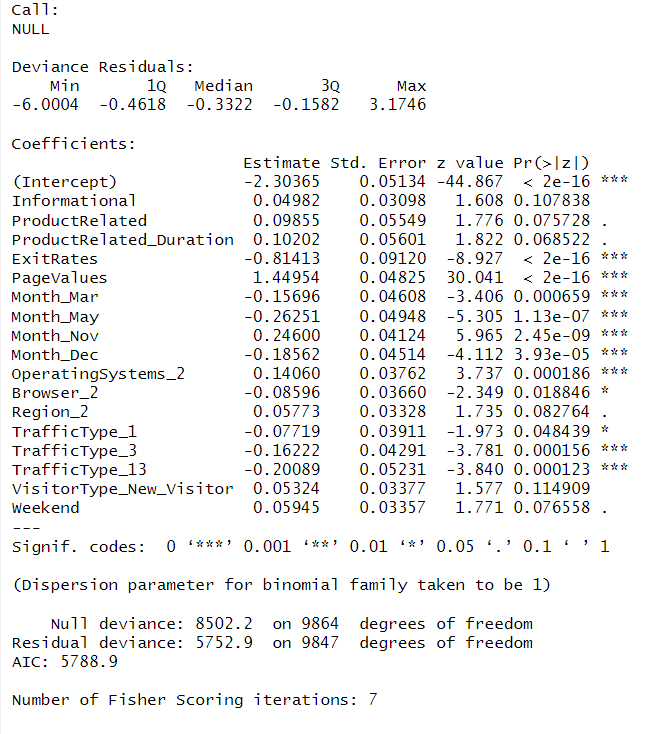 Call:
NULL

Deviance Residuals:
    Min       1Q   Median       3Q      Max
-6.0004  -0.4618  -0.3322  -0.1582   3.1746

Coefficients:
                        Estimate Std. Error z value Pr(>|z|)
(Intercept)             -2.30365    0.05134 -44.867  < 2e-16 ***
Informational            0.04982    0.03098   1.608 0.107838
ProductRelated           0.09855    0.05549   1.776 0.075728 .
ProductRelated_Duration  0.10202    0.05601   1.822 0.068522 .
ExitRates               -0.81413    0.09120  -8.927  < 2e-16 ***
PageValues               1.44954    0.04825  30.041  < 2e-16 ***
Month_Mar               -0.15696    0.04608  -3.406 0.000659 ***
Month_May               -0.26251    0.04948  -5.305 1.13e-07 ***
Month_Nov                0.24600    0.04124   5.965 2.45e-09 ***
Month_Dec               -0.18562    0.04514  -4.112 3.93e-05 ***
OperatingSystems_2       0.14060    0.03762   3.737 0.000186 ***
Browser_2               -0.08596    0.03660  -2.349 0.018846 *
Region_2                 0.05773    0.03328   1.735 0.082764 .
TrafficType_1           -0.07719    0.03911  -1.973 0.048439 *
TrafficType_3           -0.16222    0.04291  -3.781 0.000156 ***
TrafficType_13          -0.20089    0.05231  -3.840 0.000123 ***
VisitorType_New_Visitor  0.05324    0.03377   1.577 0.114909
Weekend                  0.05945    0.03357   1.771 0.076558 .
---
Signif. codes:  0 ‘***’ 0.001 ‘**’ 0.01 ‘*’ 0.05 ‘.’ 0.1 ‘ ’ 1

(Dispersion parameter for binomial family taken to be 1)

    Null deviance: 8502.2  on 9864  degrees of freedom
Residual deviance: 5752.9  on 9847  degrees of freedom
AIC: 5788.9

Number of Fisher Scoring iterations: 7